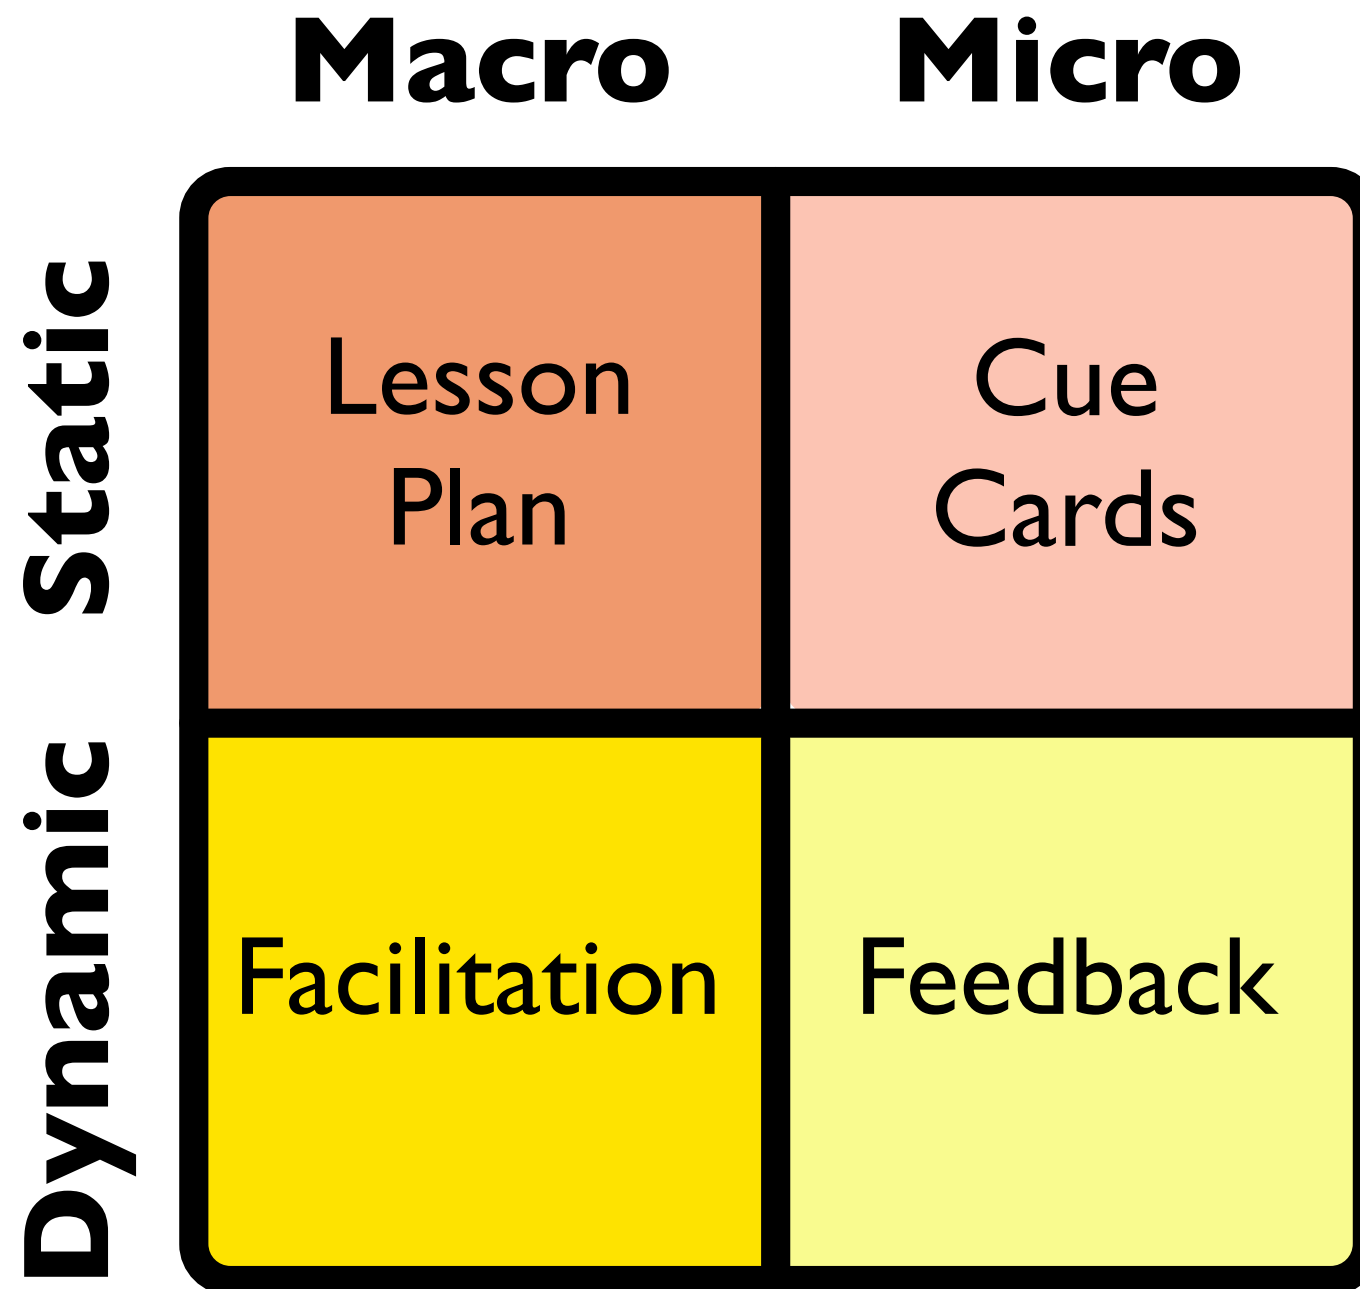 Macro Micro
Static
Lesson
Plan
Cue
Cards
Dynamic
Facilitation
Feedback